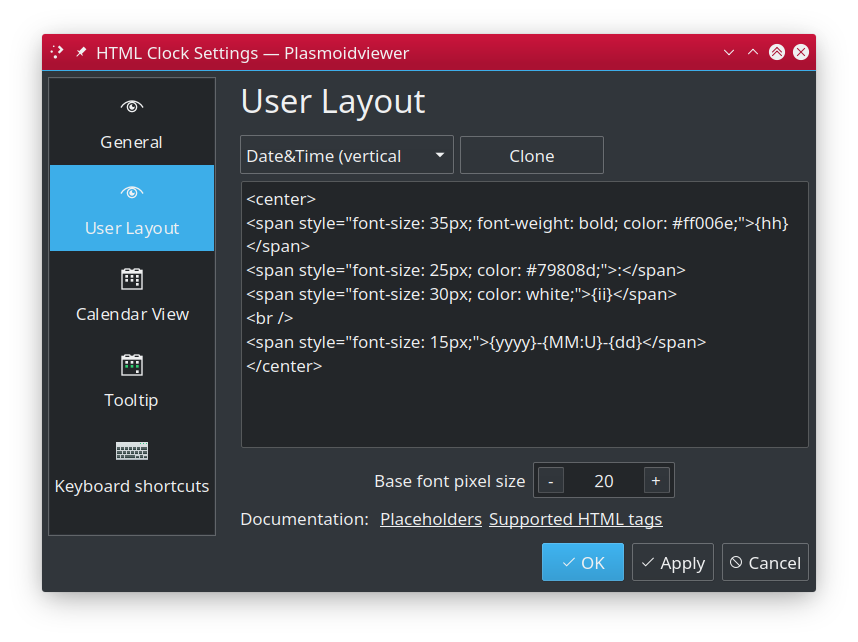 HTML Clock Settings — Plasmoidviewer
General
User Layout
Calendar View
Tooltip
Keyboard shortcuts
User Layout
Date&Time (vertical
Clone
<center>
<span style="font-size: 35px; font-weight: bold; color: #ff006e;">{hh}
</span>
<span style="font-size: 25px; color: #79808d;">:</span>
<span style="font-size: 30px; color: white;">{ii}</span>
<br />
<span style="font-size: 15px;">{yyyy}-{MM:U}-{dd}</span>
</center>
Base font pixel size - 20 +
Documentation: Placeholders Supported HTML tags
OK Apply Cancel